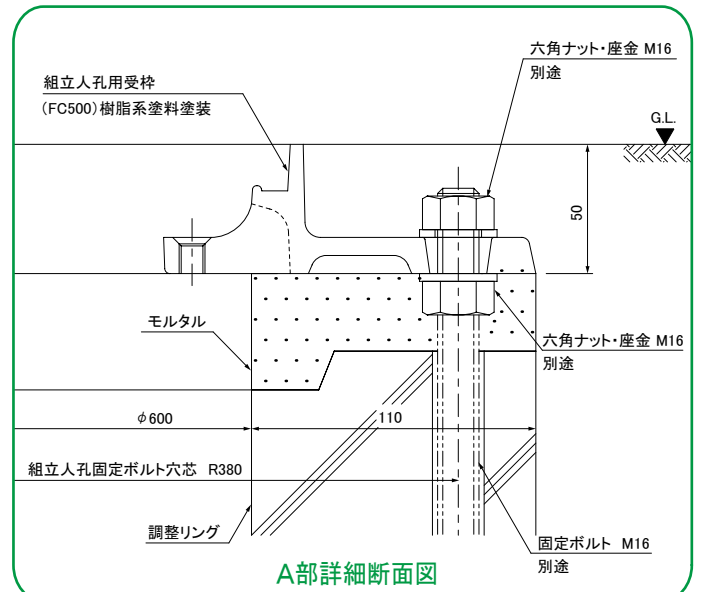 六角ナット・座金 M16
別途
組立人孔用受枠
(FC500)樹脂系塗料塗装
G.L.
50
モルタル
六角ナット・座金 M16
別途
φ600
110
組立人孔固定ボルト穴芯 R380
調整リング
固定ボルト M16
別途
A部詳細断面図